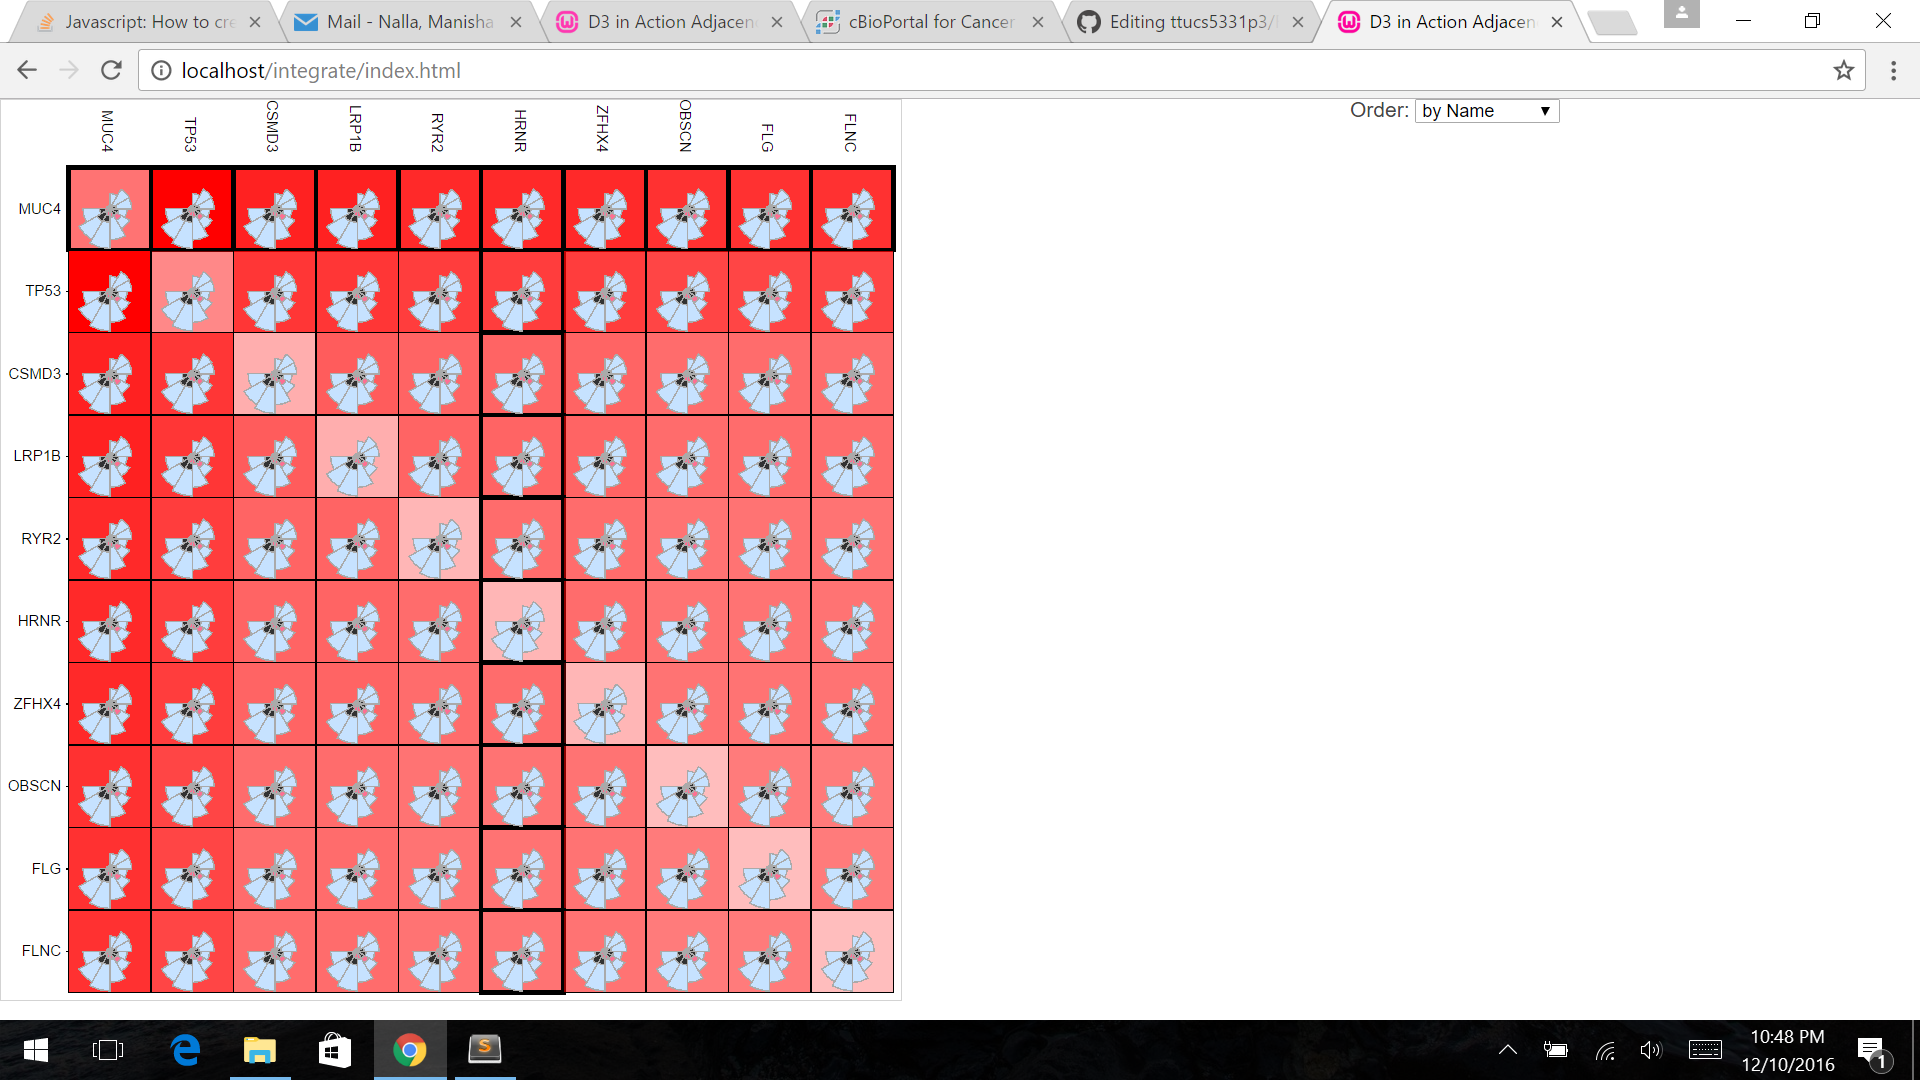 Javascript: How to cre
Mail - Nalla, Manisha
D3 in Action Adjacen
cBioPortal for Cancer
Editing ttucs5331p3/
D3 in Action Adjacen
localhost/integrate/index.html
Order: by Name
MUC4 TP53 CSMD3 LRP1B RYR2 HRNR ZFHX4 OBSCN FLG FLNC
MUC4
TP53
CSMD3
LRP1B
RYR2
HRNR
ZFHX4
OBSCN
FLG
FLNC
10:48 PM
12/10/2016
1